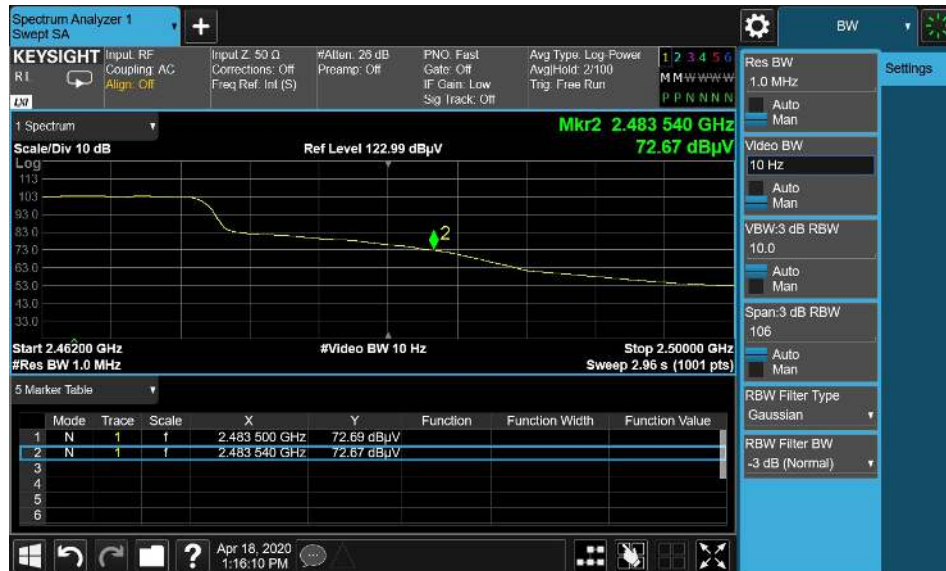 Spectrum Analyzer 1
Swept SA
+
BW
KEYSIGHT
RL
LXI
Input: RF
Coupling: AC
Align: Off
Input Z: 50 Ω
Corrections: Off
Freq Ref: Int (S)
#Atten: 26 dB
Preamp: Off
PNO: Fast
Gate: Off
IF Gain: Low
Sig Track: Off
Avg Type: Log-Power
Avg|Hold: 2/100
Trig: Free Run
1 2 3 4 5 6
M M W W W W
P P N N N N
1 Spectrum
Mkr2 2.483 540 GHz
Scale/Div 10 dB
Ref Level 122.99 dBµV
72.67 dBµV
Log
113
103
93.0
83.0
73.0
63.0
53.0
43.0
33.0
2
Start 2.46200 GHz
#Video BW 10 Hz
Stop 2.50000 GHz
#Res BW 1.0 MHz
Sweep 2.96 s (1001 pts)
5 Marker Table
Mode Trace Scale X Y Function Function Width Function Value
1 N 1 f 2.483 500 GHz 72.69 dBµV
2 N 1 f 2.483 540 GHz 72.67 dBµV
3
4
5
6
Res BW
1.0 MHz
Auto
Man
Video BW
10 Hz
Auto
Man
VBW:3 dB RBW
10.0
Auto
Man
Span:3 dB RBW
106
Auto
Man
RBW Filter Type
Gaussian
RBW Filter BW
-3 dB (Normal)
Settings
?
Apr 18, 2020
1:16:10 PM